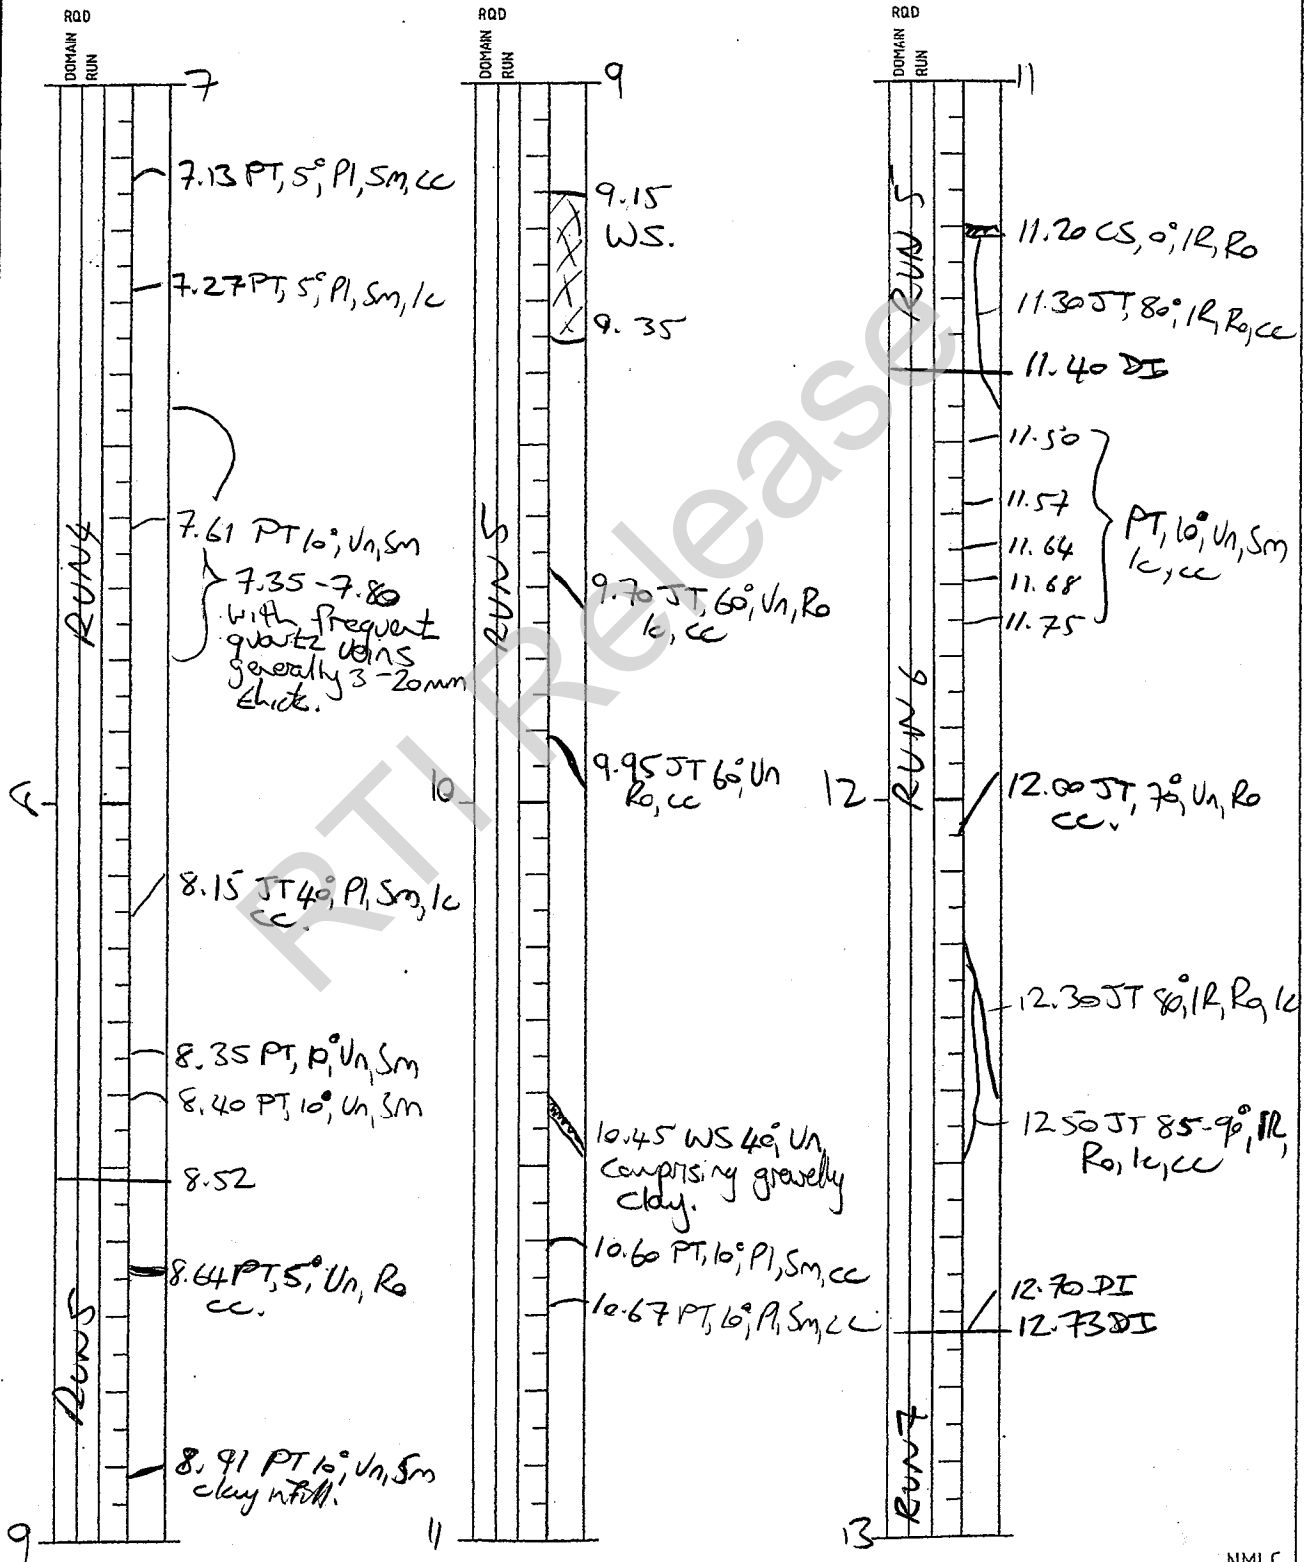 RQD
DOMAIN
RUN
7
7.13 PT, 5°, Pl, Sm, cc
7.27 PT, 5°, Pl, Sm, k
7.61 PT 10°, Un, Sm
7.35 - 7.80
with frequent
quartz veins
generally 3-20mm
thick.
RUN 4
8
8.15 JT 40°, Pl, Sm, k
cc.
8.35 PT, 10°, Un, Sm
8.40 PT, 10°, Un, Sm
8.52
8.64 PT, 5°, Un, Ro
cc.
RUN 5
8.91 PT 10°, Un, Sm
clay infill.
9
RQD
DOMAIN
RUN
9
9.15
WS.
9.35
RUN 5
9.70 JT, 60°, Un, Ro
k, cc
10
9.95 JT 60°, Un
Ro, cc
10.45 WS 40°, Un,
comprising gravelly
clay.
10.60 PT, 10°, Pl, Sm, cc
10.67 PT, 10°, Pl, Sm, cc
11
RQD
DOMAIN
RUN
11
RUN 5
11.20 CS, 0°, IR, Ro
11.30 JT, 80°, IR, Ro, cc
11.40 DI
11.50
11.57
11.64
11.68
11.75
PT, 10°, Un, Sm
k, cc
RUN 6
12
12.00 JT, 70°, Un, Ro
cc.
12.30 JT 80°, IR, Ro, k
12.50 JT 85-90°, IR,
Ro, k, cc
12.70 DI
12.73 DI
RUN 7
13
NMLC
RTI Release